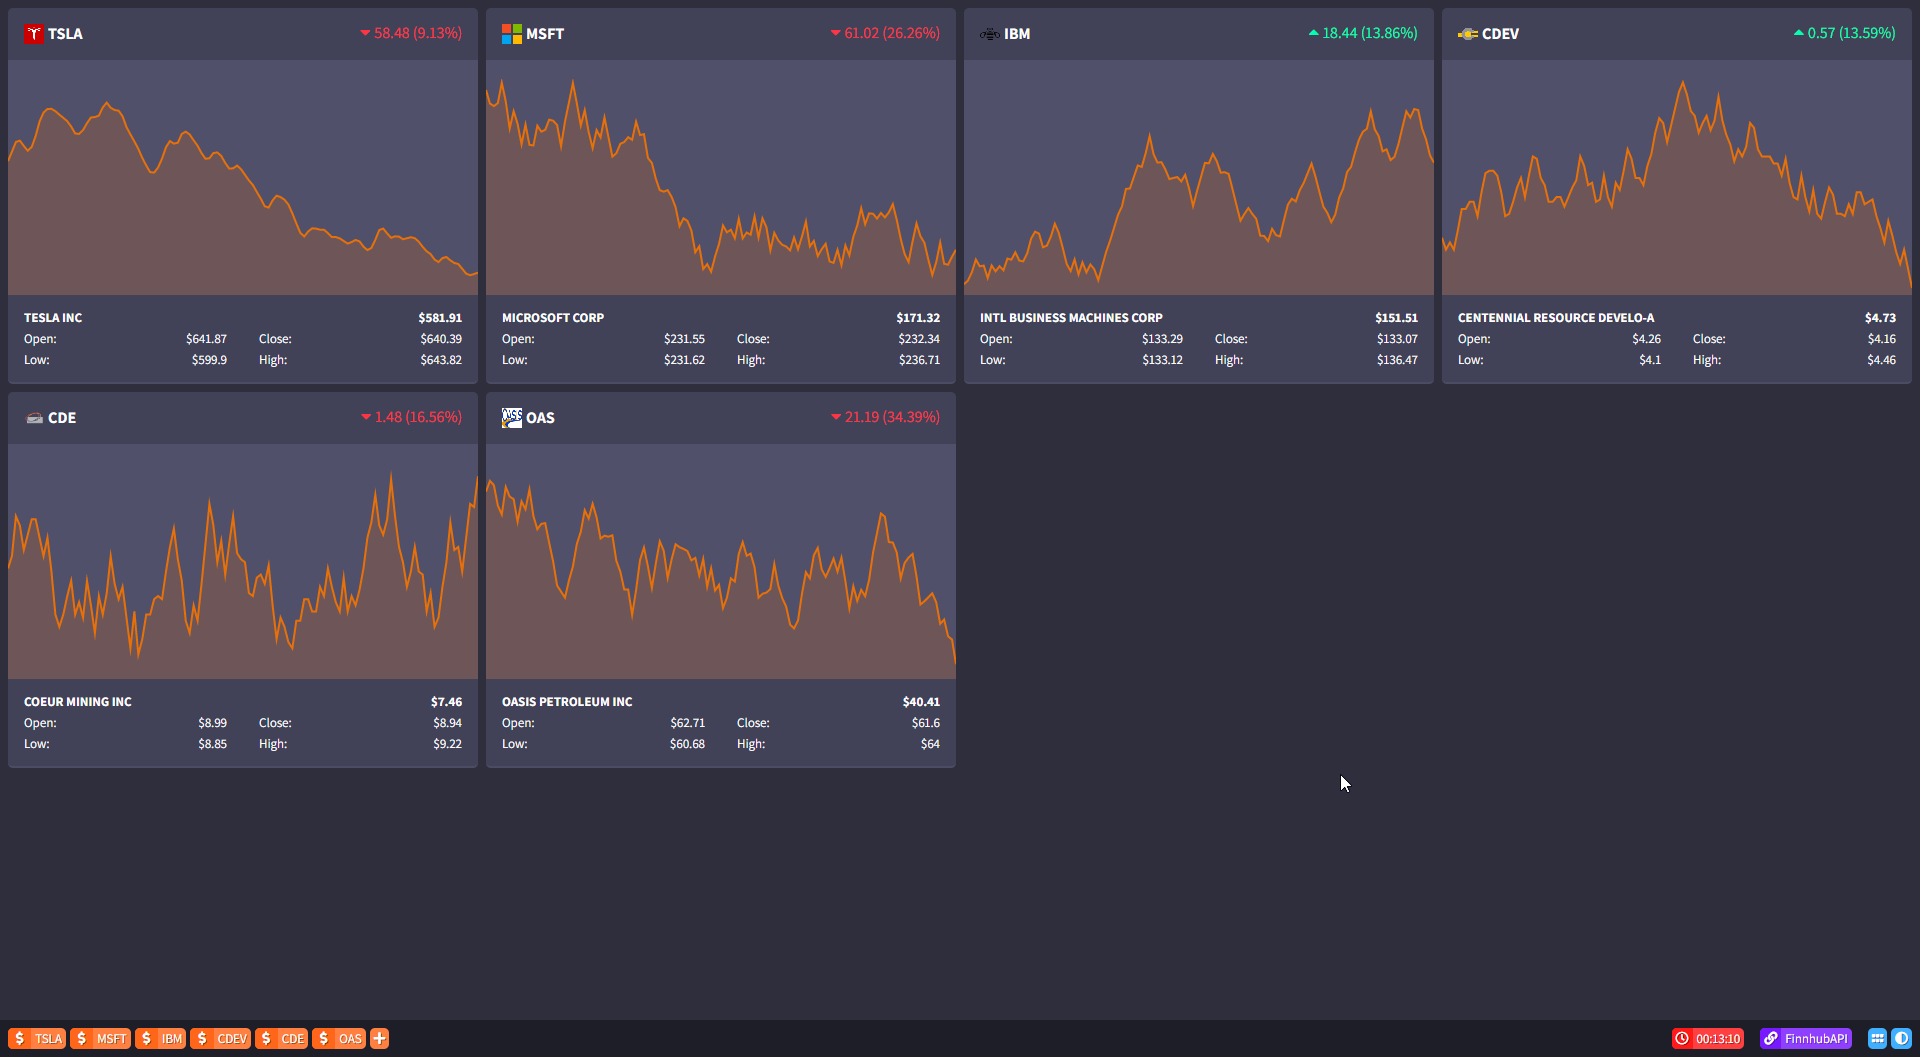 TSLA 58.48 (9.13%)
MSFT 61.02 (26.26%)
IBM 18.44 (13.86%)
CDEV 0.57 (13.59%)
TESLA INC $581.91
Open: $641.87 Close: $640.39
Low: $599.9 High: $643.82
MICROSOFT CORP $171.32
Open: $231.55 Close: $232.34
Low: $231.62 High: $236.71
INTL BUSINESS MACHINES CORP $151.51
Open: $133.29 Close: $133.07
Low: $133.12 High: $136.47
CENTENNIAL RESOURCE DEVELO-A $4.73
Open: $4.26 Close: $4.16
Low: $4.1 High: $4.46
CDE 1.48 (16.56%)
OAS 21.19 (34.39%)
COEUR MINING INC $7.46
Open: $8.99 Close: $8.94
Low: $8.85 High: $9.22
OASIS PETROLEUM INC $40.41
Open: $62.71 Close: $61.6
Low: $60.68 High: $64
$ TSLA $ MSFT $ IBM $ CDEV $ CDE $ OAS + 00:13:10 FinnhubAPI